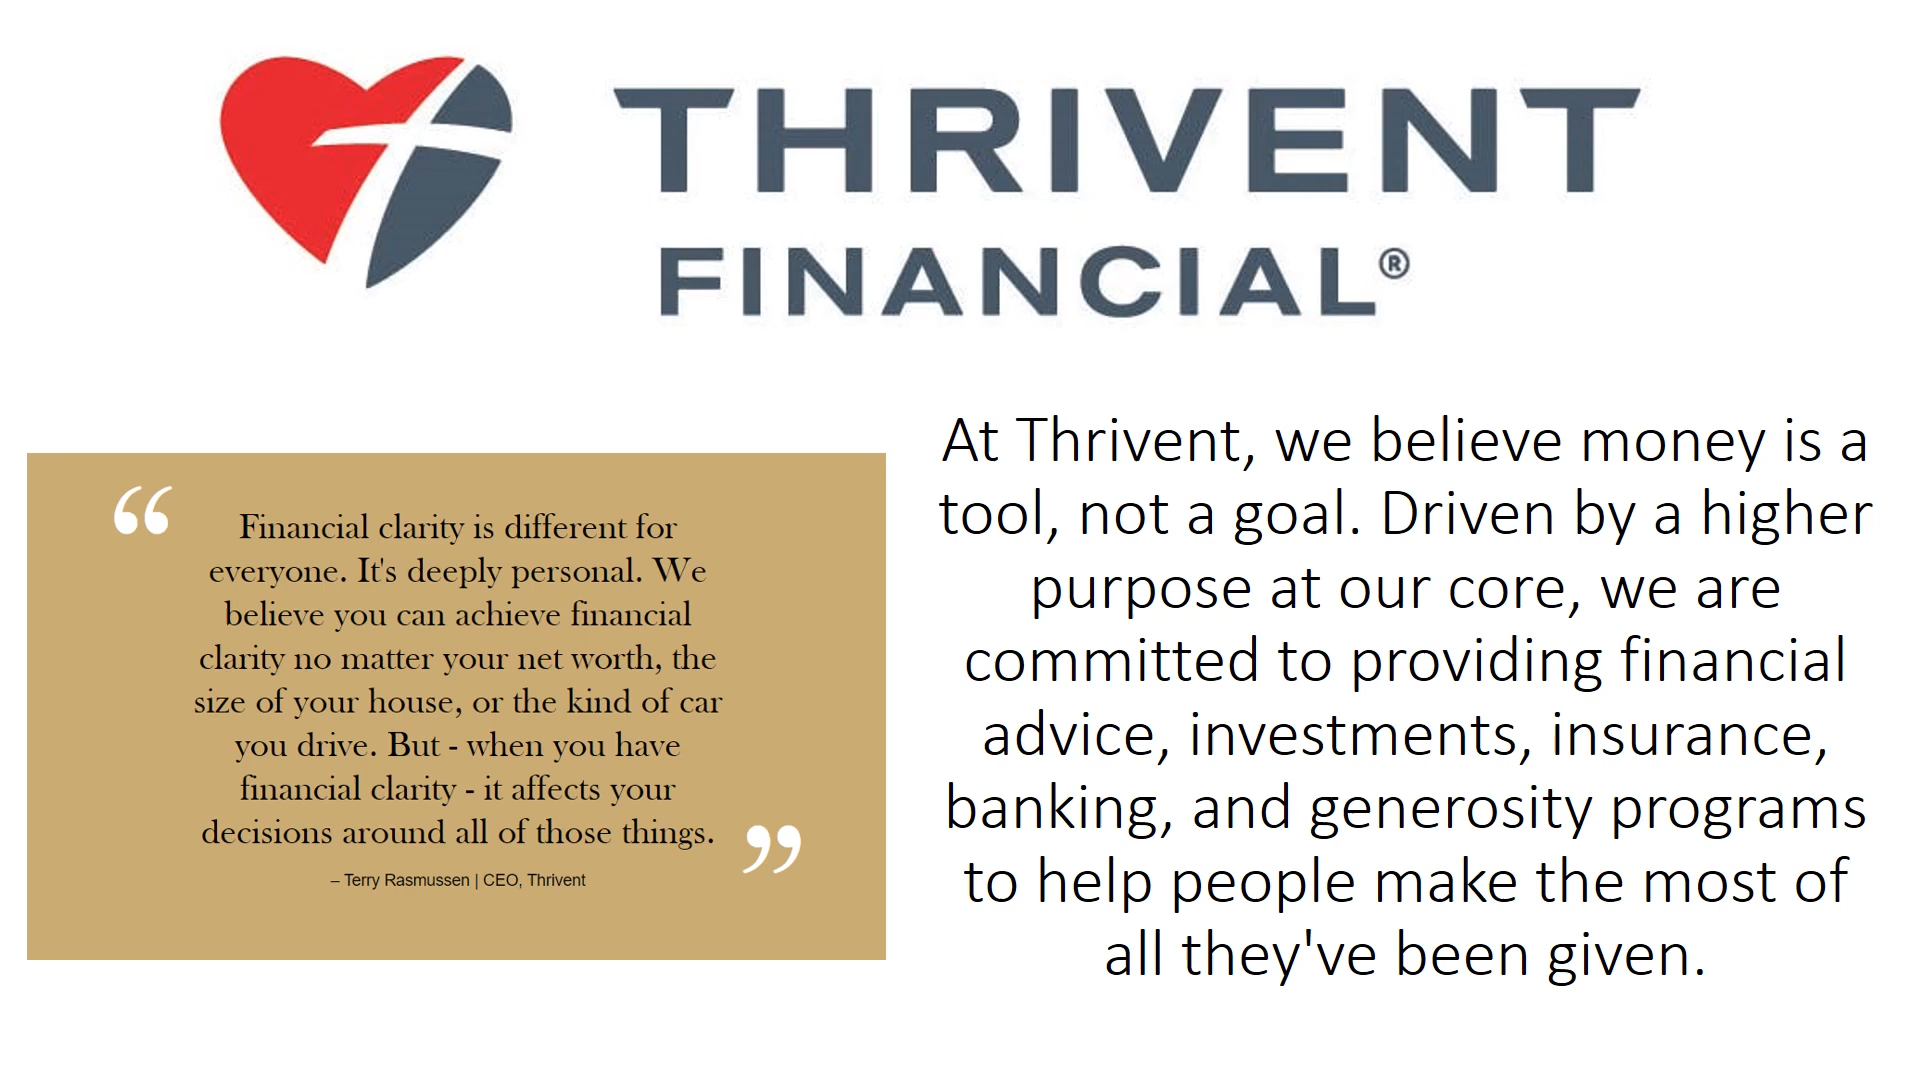 THRIVENT
FINANCIAL®
“ Financial clarity is different for
everyone. It's deeply personal. We
believe you can achieve financial
clarity no matter your net worth, the
size of your house, or the kind of car
you drive. But - when you have
financial clarity - it affects your
decisions around all of those things. ”
– Terry Rasmussen | CEO, Thrivent
At Thrivent, we believe money is a
tool, not a goal. Driven by a higher
purpose at our core, we are
committed to providing financial
advice, investments, insurance,
banking, and generosity programs
to help people make the most of
all they've been given.